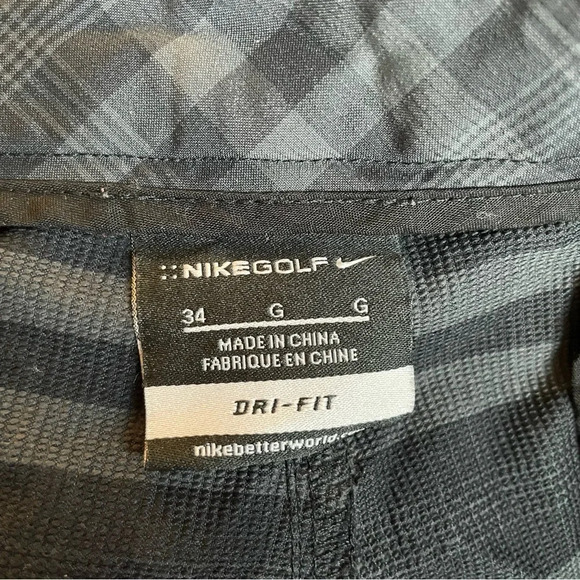 NIKEGOLF
34 G G
MADE IN CHINA
FABRIQUE EN CHINE
DRI-FIT
nikebetterworld.